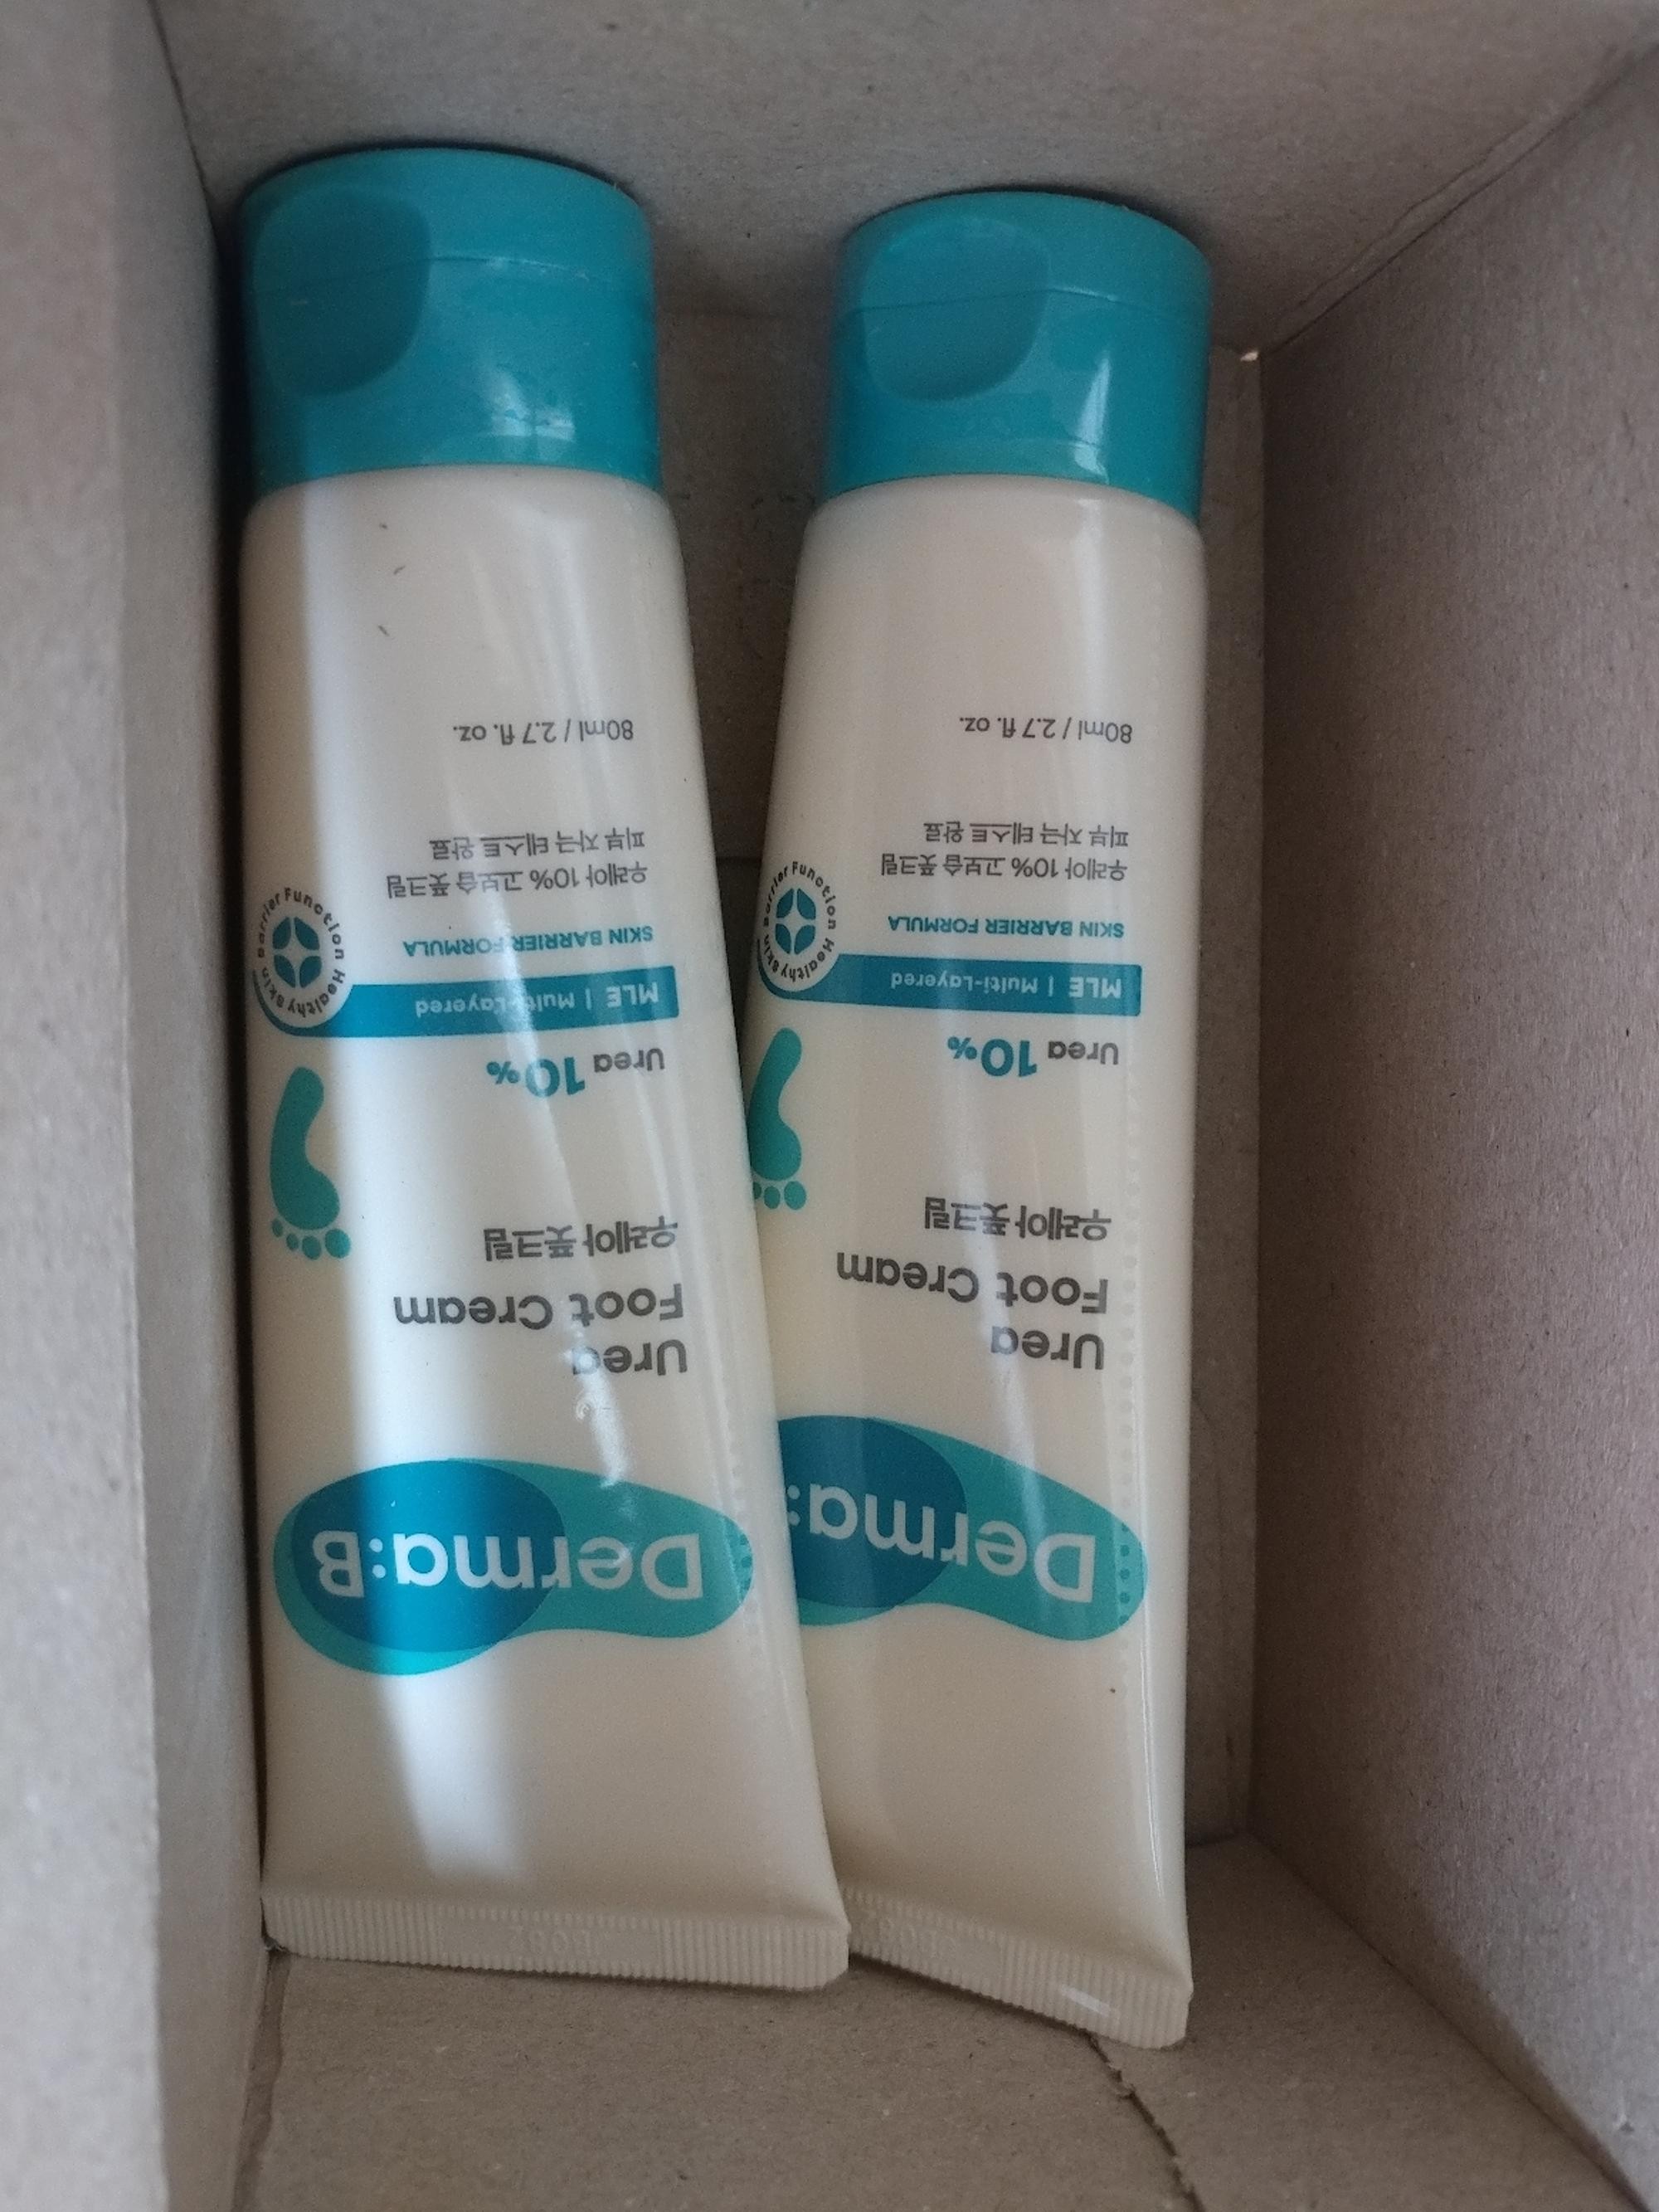 Derma:B
Urea
Foot Cream
우레아 풋크림
Urea 10%
MLE | Multi-Layered
SKIN BARRIER FORMULA
Healthy skin Barrier Function
우레아 10% 고보습 풋크림
피부 자극 테스트 완료
80ml / 2.7 fl. oz.
Derma:
Urea
Foot Cream
우레아 풋크림
Urea 10%
MLE | Multi-Layered
SKIN BARRIER FORMULA
Healthy skin Barrier Function
우레아 10% 고보습 풋크림
피부 자극 테스트 완료
80ml / 2.7 fl. oz.